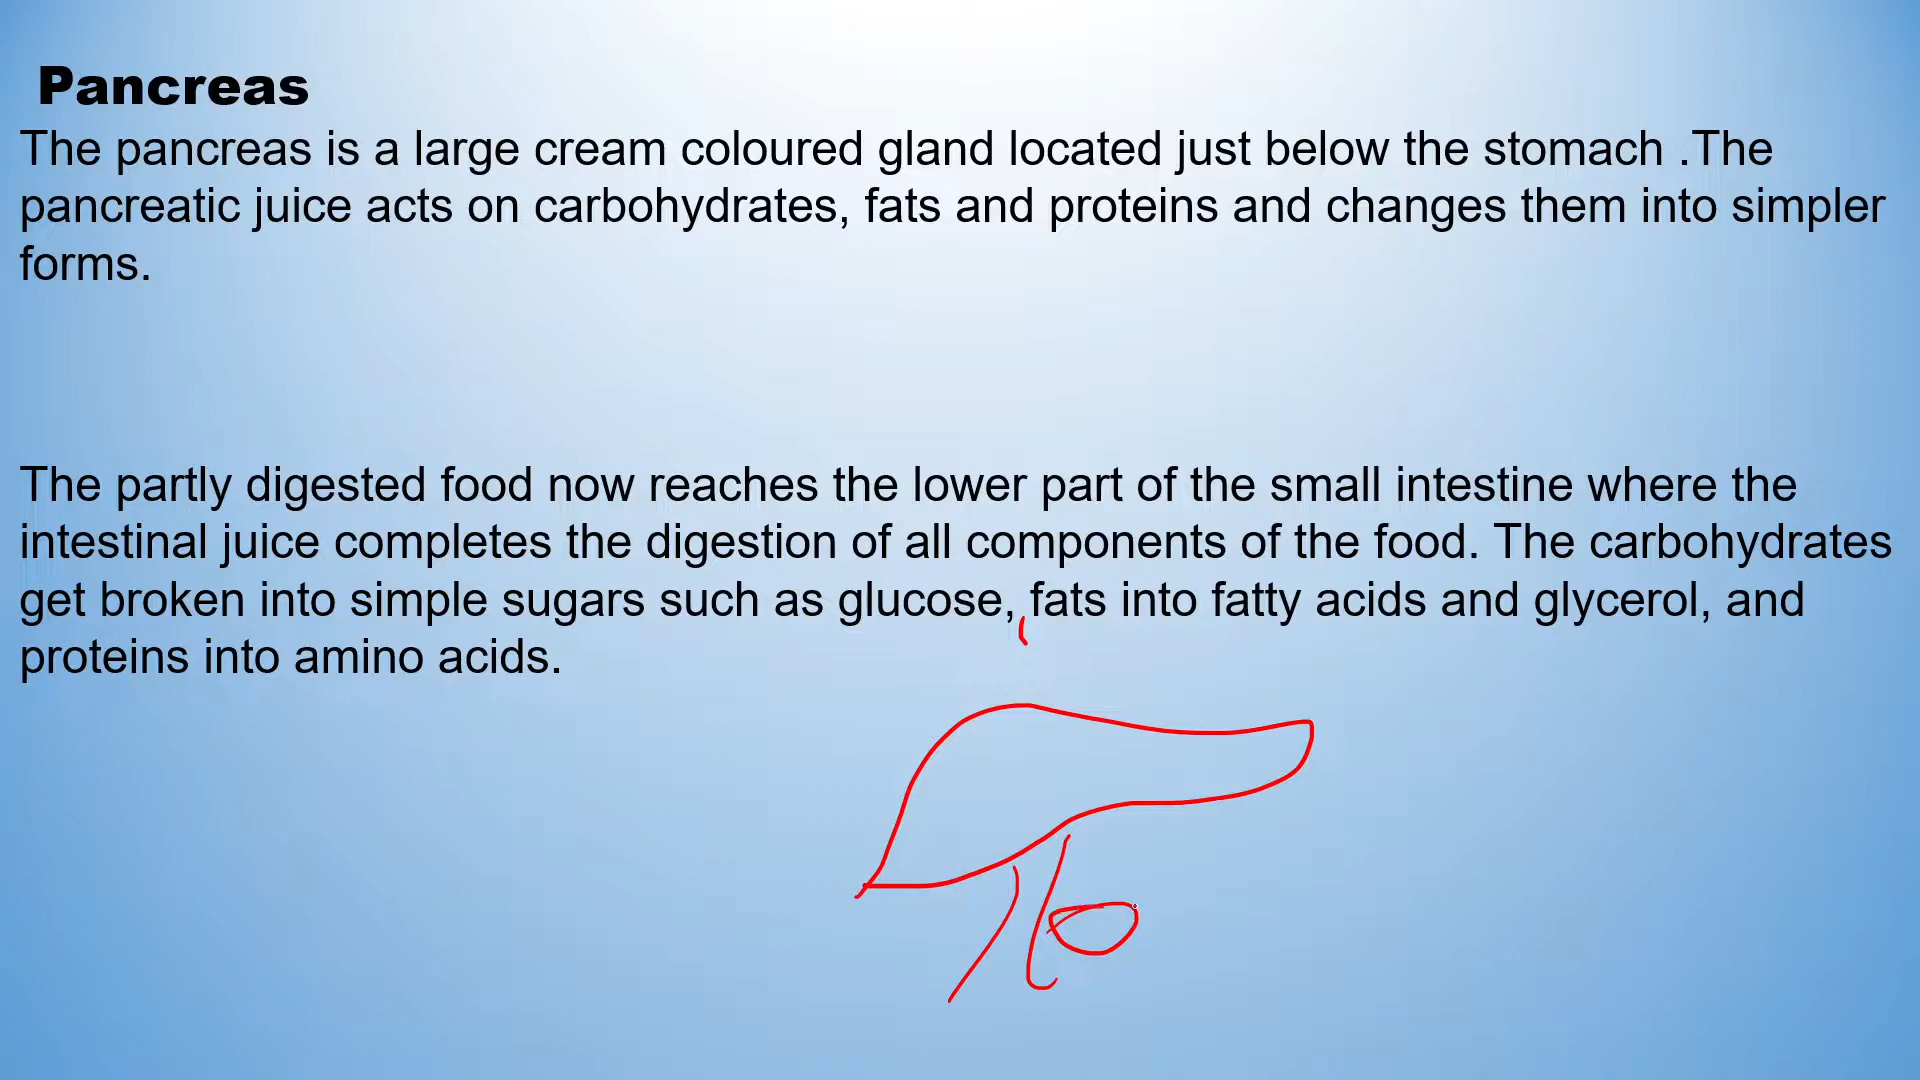 Pancreas
The pancreas is a large cream coloured gland located just below the stomach .The
pancreatic juice acts on carbohydrates, fats and proteins and changes them into simpler
forms.
The partly digested food now reaches the lower part of the small intestine where the
intestinal juice completes the digestion of all components of the food. The carbohydrates
get broken into simple sugars such as glucose, fats into fatty acids and glycerol, and
proteins into amino acids.